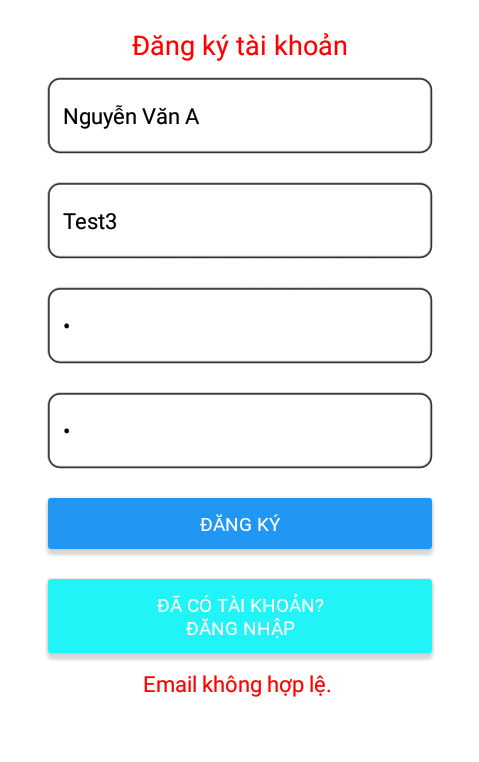 Đăng ký tài khoản
Nguyễn Văn A
Test3
•
•
ĐĂNG KÝ
ĐÃ CÓ TÀI KHOẢN?
ĐĂNG NHẬP
Email không hợp lệ.